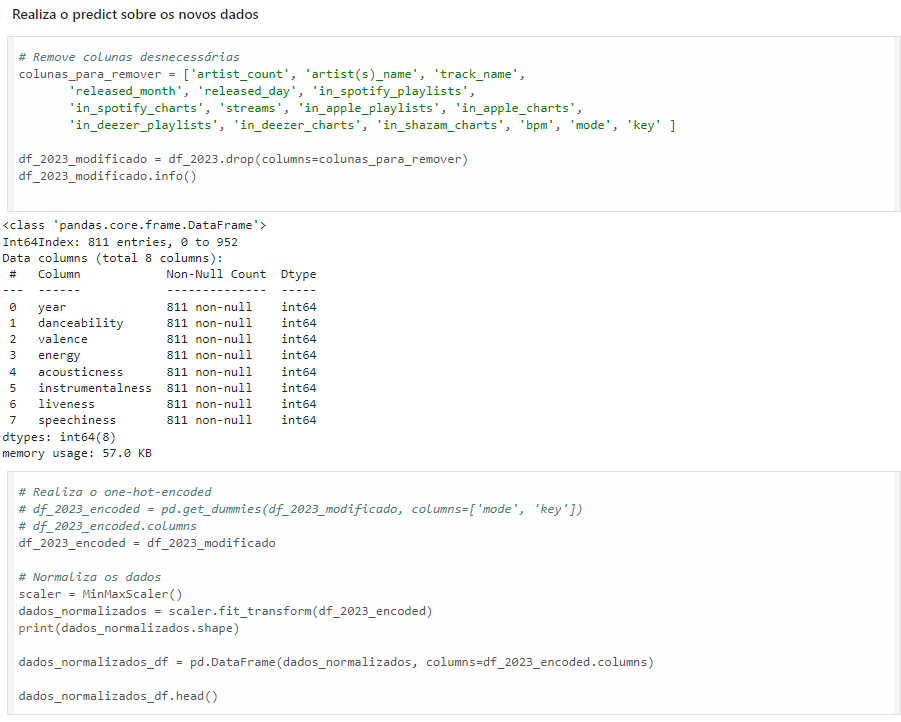 Realiza o predict sobre os novos dados
# Remove colunas desnecessárias
colunas_para_remover = ['artist_count', 'artist(s)_name', 'track_name',
       'released_month', 'released_day', 'in_spotify_playlists',
       'in_spotify_charts', 'streams', 'in_apple_playlists', 'in_apple_charts',
       'in_deezer_playlists', 'in_deezer_charts', 'in_shazam_charts', 'bpm', 'mode', 'key' ]
df_2023_modificado = df_2023.drop(columns=colunas_para_remover)
df_2023_modificado.info()
<class 'pandas.core.frame.DataFrame'>
Int64Index: 811 entries, 0 to 952
Data columns (total 8 columns):
 #   Column            Non-Null Count  Dtype
---  ------            --------------  -----
 0   year              811 non-null    int64
 1   danceability      811 non-null    int64
 2   valence           811 non-null    int64
 3   energy            811 non-null    int64
 4   acousticness      811 non-null    int64
 5   instrumentalness  811 non-null    int64
 6   liveness          811 non-null    int64
 7   speechiness       811 non-null    int64
dtypes: int64(8)
memory usage: 57.0 KB
# Realiza o one-hot-encoded
# df_2023_encoded = pd.get_dummies(df_2023_modificado, columns=['mode', 'key'])
# df_2023_encoded.columns
df_2023_encoded = df_2023_modificado
# Normaliza os dados
scaler = MinMaxScaler()
dados_normalizados = scaler.fit_transform(df_2023_encoded)
print(dados_normalizados.shape)
dados_normalizados_df = pd.DataFrame(dados_normalizados, columns=df_2023_encoded.columns)
dados_normalizados_df.head()